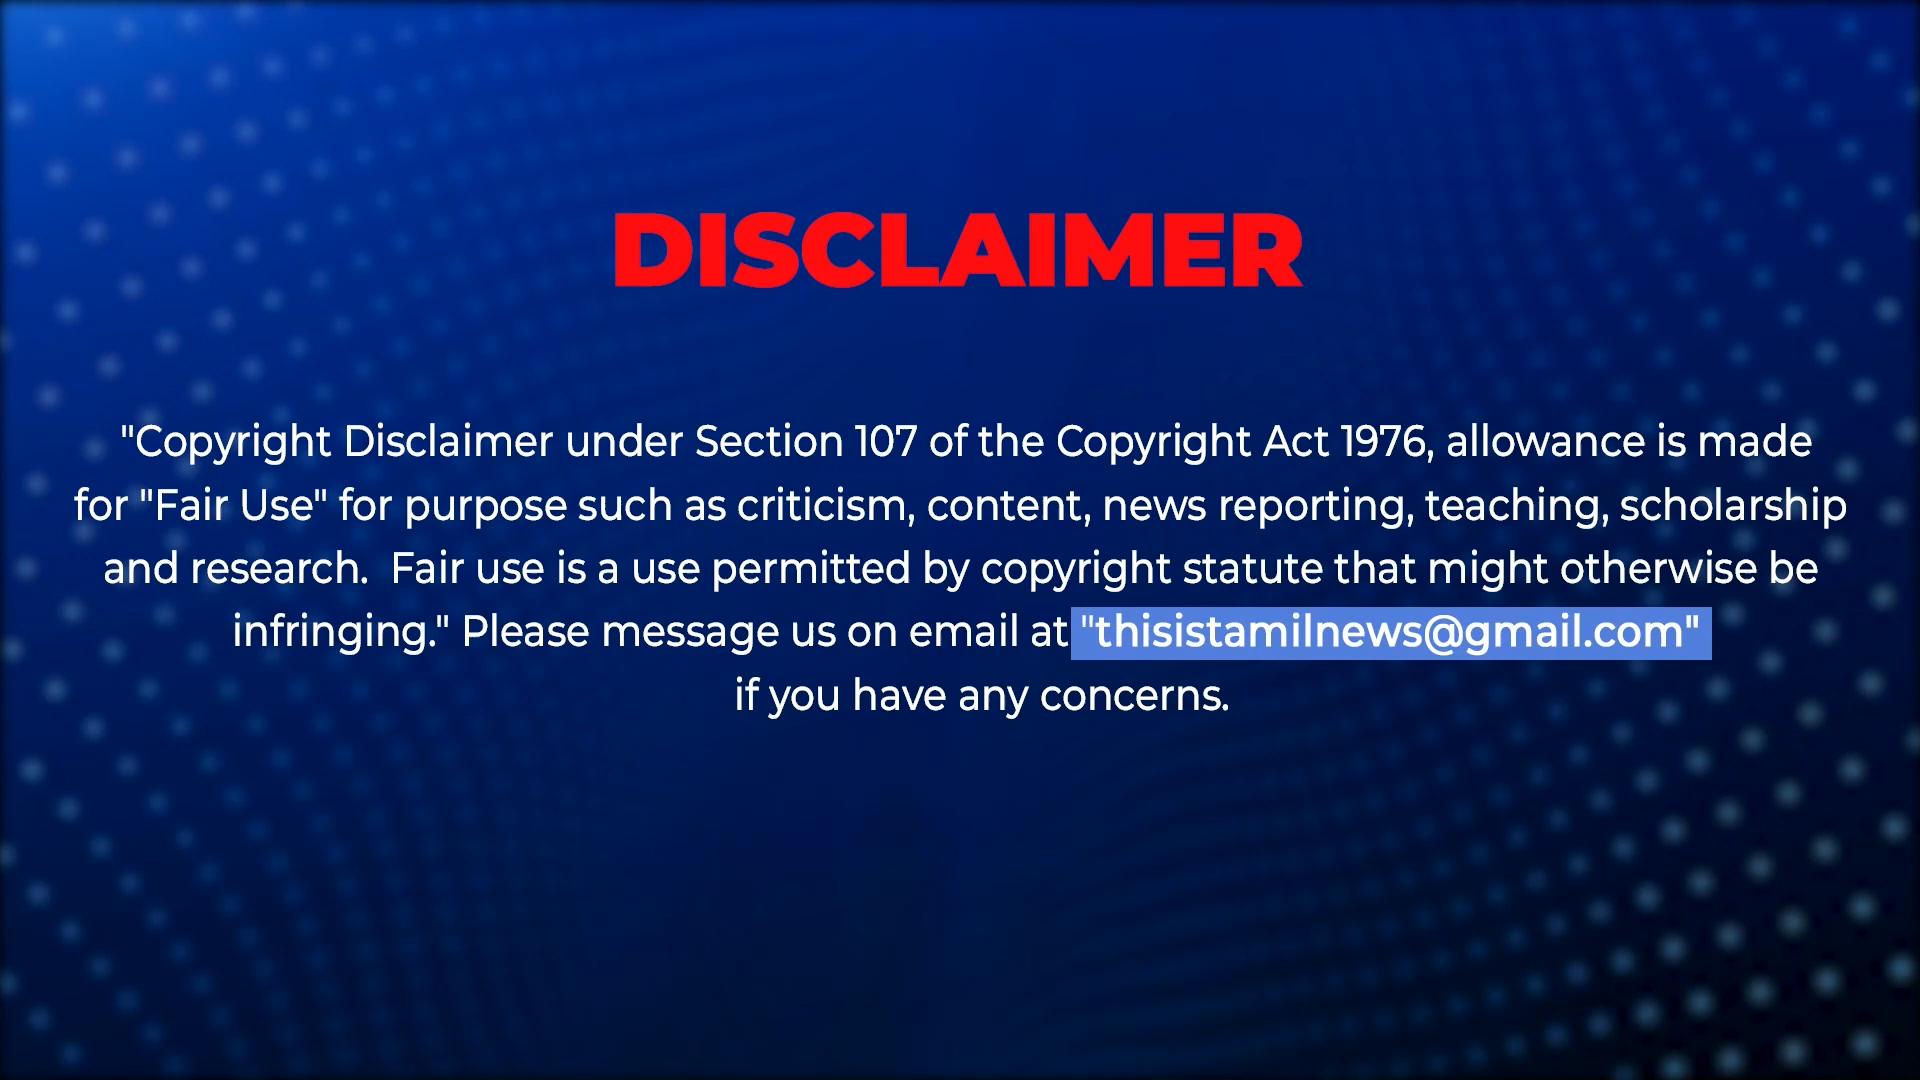 DISCLAIMER
"Copyright Disclaimer under Section 107 of the Copyright Act 1976, allowance is made
for "Fair Use" for purpose such as criticism, content, news reporting, teaching, scholarship
and research.  Fair use is a use permitted by copyright statute that might otherwise be
infringing." Please message us on email at "thisistamilnews@gmail.com"
if you have any concerns.